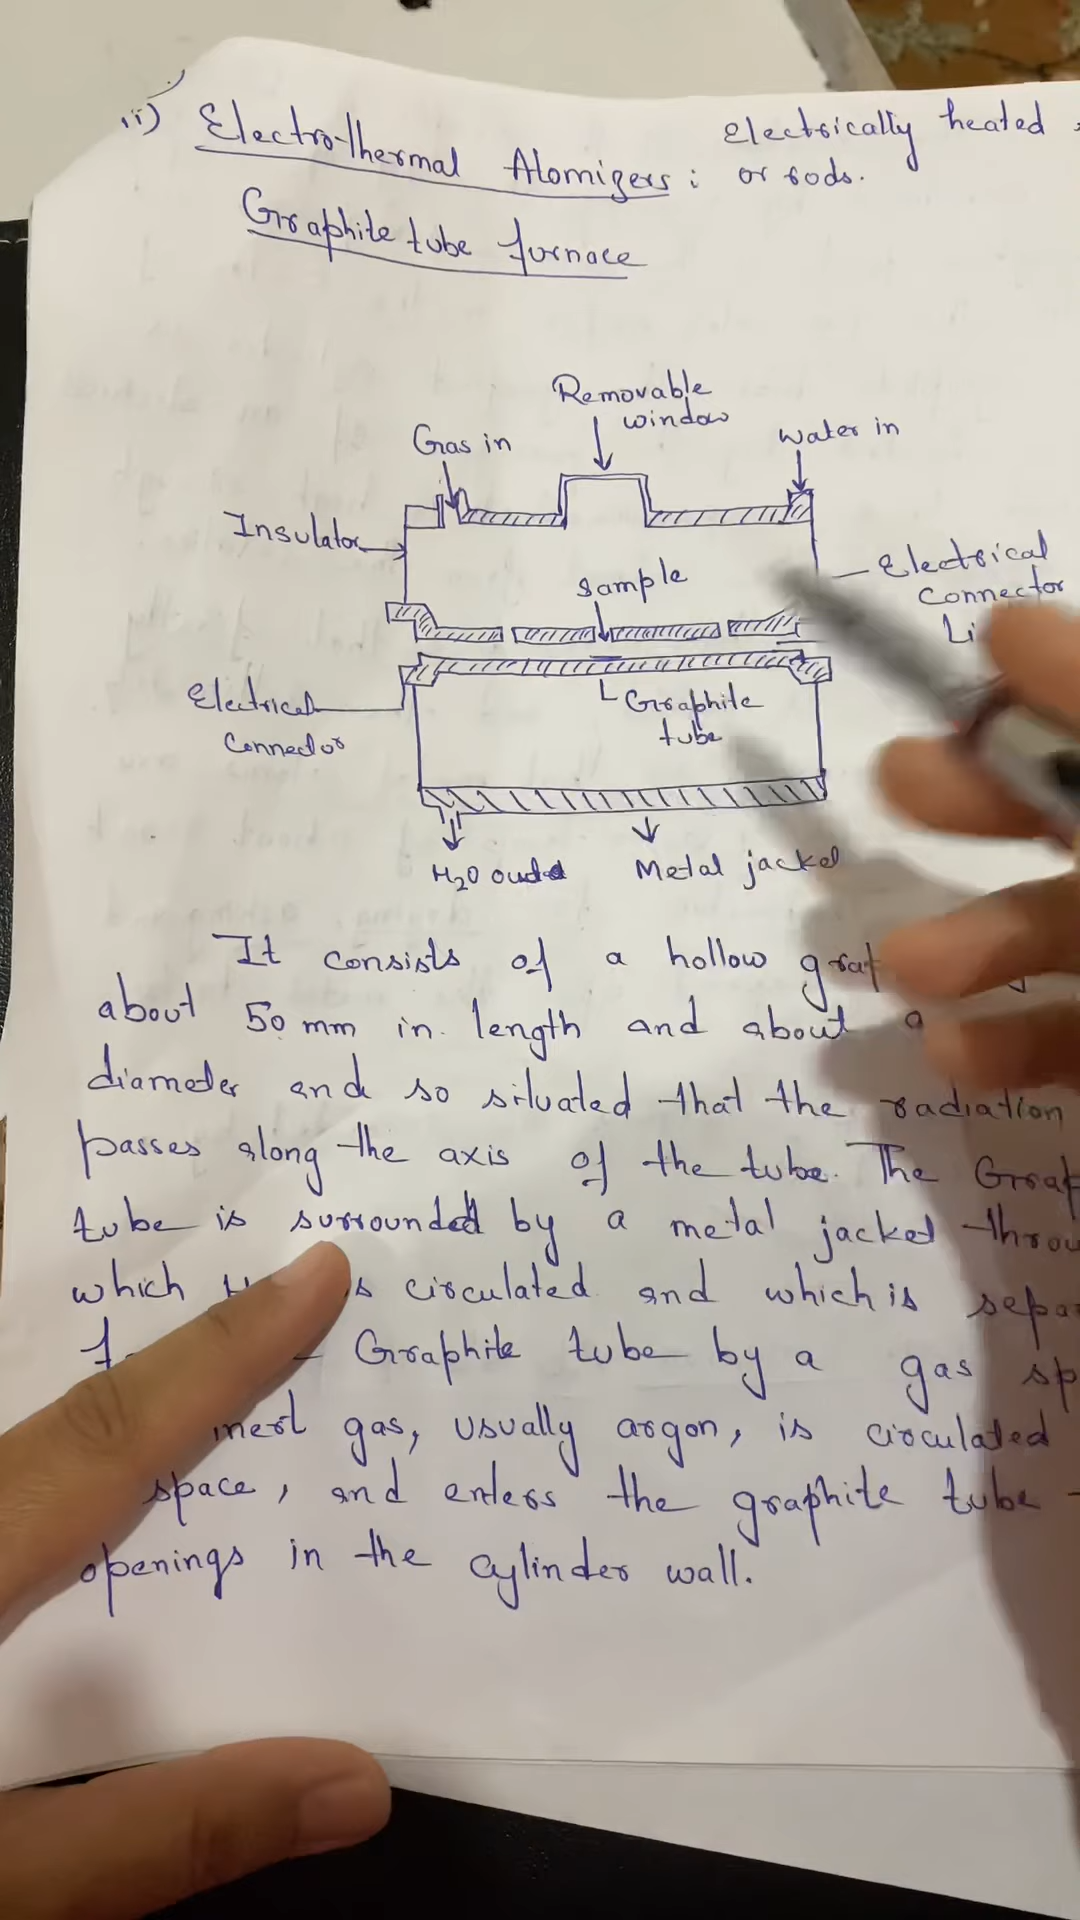 ii) Electro-thermal Atomizers: electrically heated
or rods.
Graphite tube furnace
Removable
window
Gas in
water in
Insulator
Sample
Electrical
Connector
Electrical
Connector
Graphite
tube
H2O out
Metal jacket
It consists of a hollow
about 50 mm in length and about
diameter and so situated that the radiation
passes along the axis of the tube. The
tube is surrounded by a metal jacket
which is circulated and which is
Graphite tube by a gas
inert gas, usually argon, is circulated
space, and enters the graphite tube
openings in the cylinder wall.